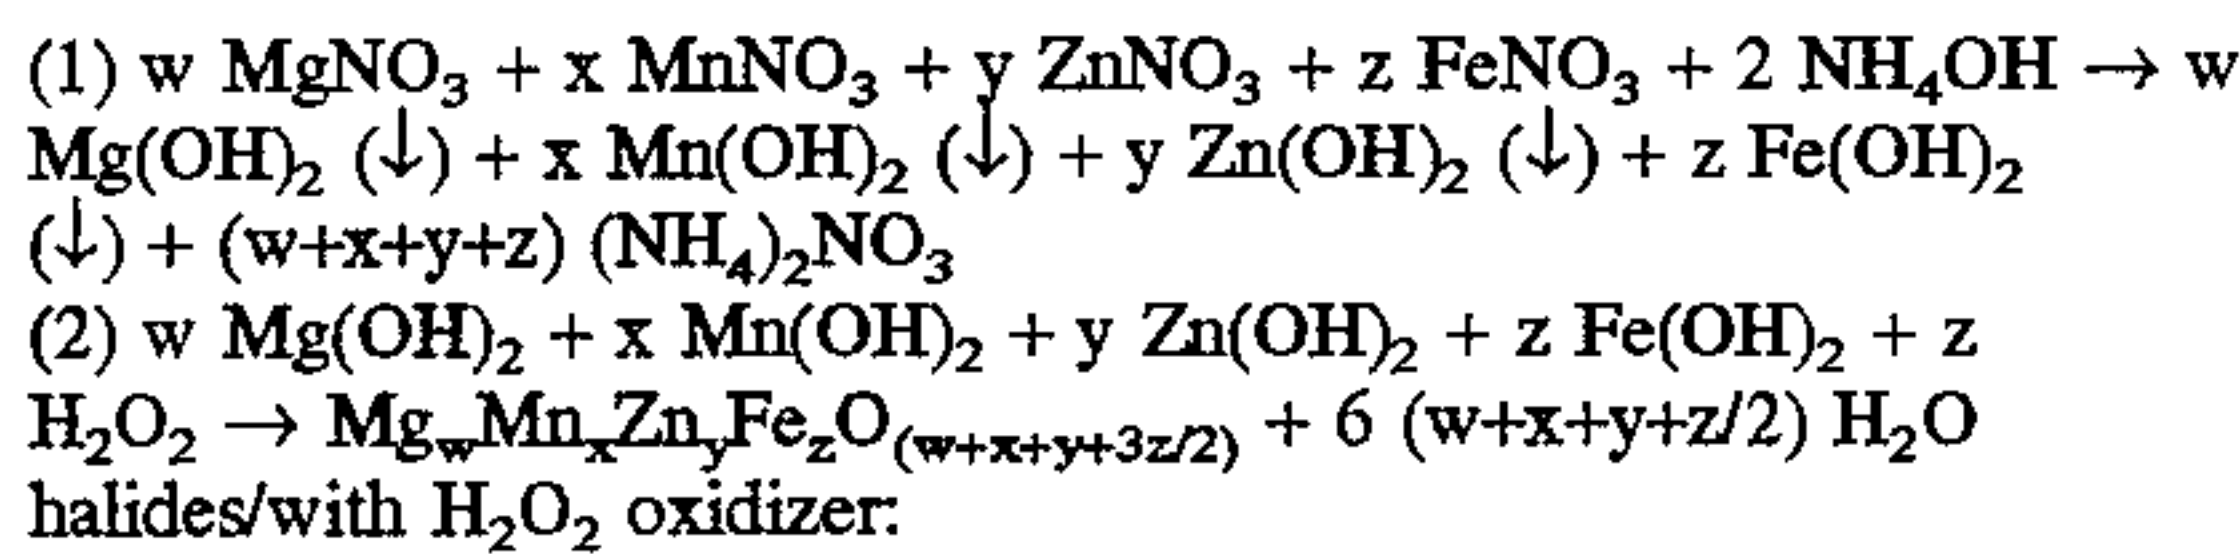 (1) w MgNO₃ + x MnNO₃ + y ZnNO₃ + z FeNO₃ + 2 NH₄OH → w
Mg(OH)₂ (↓) + x Mn(OH)₂ (↓) + y Zn(OH)₂ (↓) + z Fe(OH)₂
(↓) + (w+x+y+z) (NH₄)₂NO₃
(2) w Mg(OH)₂ + x Mn(OH)₂ + y Zn(OH)₂ + z Fe(OH)₂ + z
H₂O₂ → Mg_wMn_xZn_yFe_zO_(w+x+y+3z/2) + 6 (w+x+y+z/2) H₂O
halides/with H₂O₂ oxidizer: